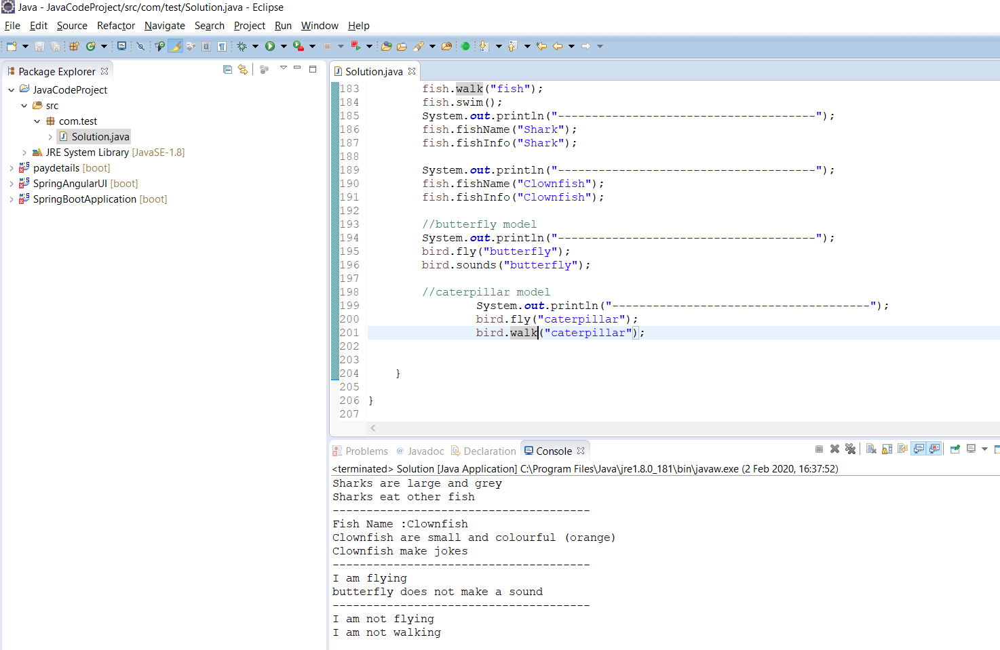 Java - JavaCodeProject/src/com/test/Solution.java - Eclipse
File Edit Source Refactor Navigate Search Project Run Window Help
Package Explorer
JavaCodeProject
src
com.test
Solution.java
JRE System Library [JavaSE-1.8]
paydetails [boot]
SpringAngularUI [boot]
SpringBootApplication [boot]
Solution.java
183 fish.walk("fish");
184 fish.swim();
185 System.out.println("--------------------------------------");
186 fish.fishName("Shark");
187 fish.fishInfo("Shark");
188
189 System.out.println("--------------------------------------");
190 fish.fishName("Clownfish");
191 fish.fishInfo("Clownfish");
192
193 //butterfly model
194 System.out.println("--------------------------------------");
195 bird.fly("butterfly");
196 bird.sounds("butterfly");
197
198 //caterpillar model
199 System.out.println("--------------------------------------");
200 bird.fly("caterpillar");
201 bird.walk("caterpillar");
202
203
204 }
205
206 }
207
Problems @ Javadoc Declaration Console
<terminated> Solution [Java Application] C:\Program Files\Java\jre1.8.0_181\bin\javaw.exe (2 Feb 2020, 16:37:52)
Sharks are large and grey
Sharks eat other fish
--------------------------------------
Fish Name :Clownfish
Clownfish are small and colourful (orange)
Clownfish make jokes
--------------------------------------
I am flying
butterfly does not make a sound
--------------------------------------
I am not flying
I am not walking